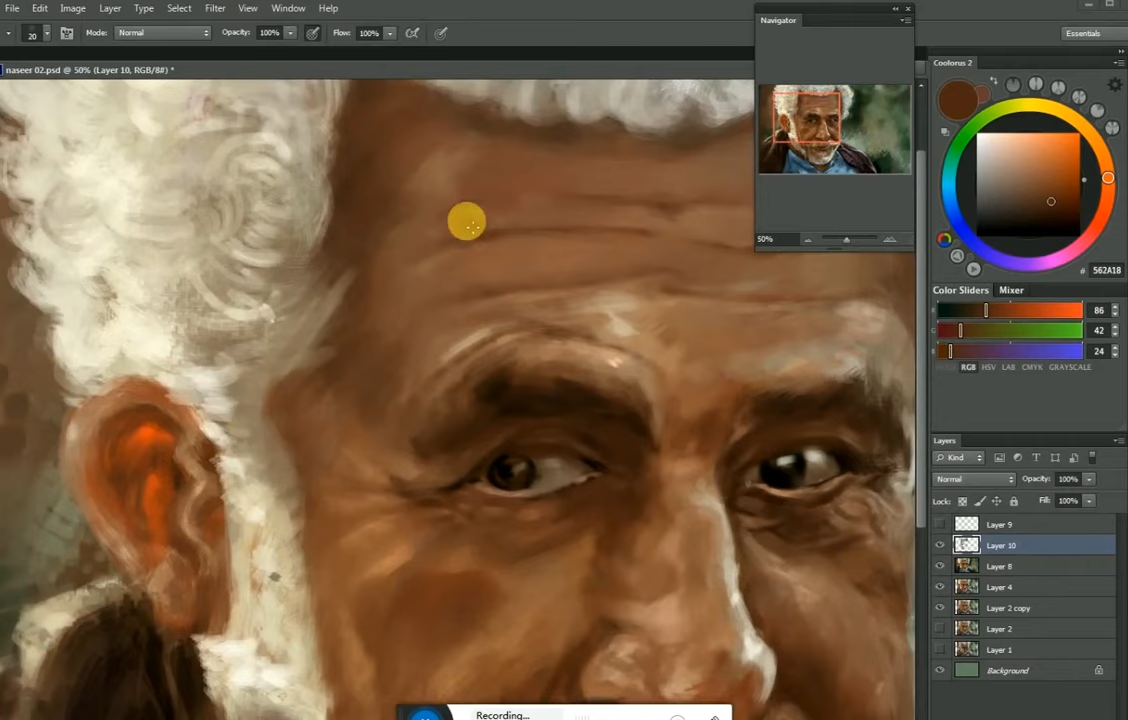 File Edit Image Layer Type Select Filter View Window Help
20 Mode: Normal Opacity: 100% Flow: 100% Essentials
naseer 02.psd @ 50% (Layer 10, RGB/8#) *
Navigator
50%
Coolorus 2
# 562A18
Color Sliders Mixer
86
42
24
RGB HSV LAB CMYK GRAYSCALE
Layers
Kind
Normal Opacity: 100%
Lock: Fill: 100%
Layer 9
Layer 10
Layer 8
Layer 4
Layer 2 copy
Layer 2
Layer 1
Background
Recording...